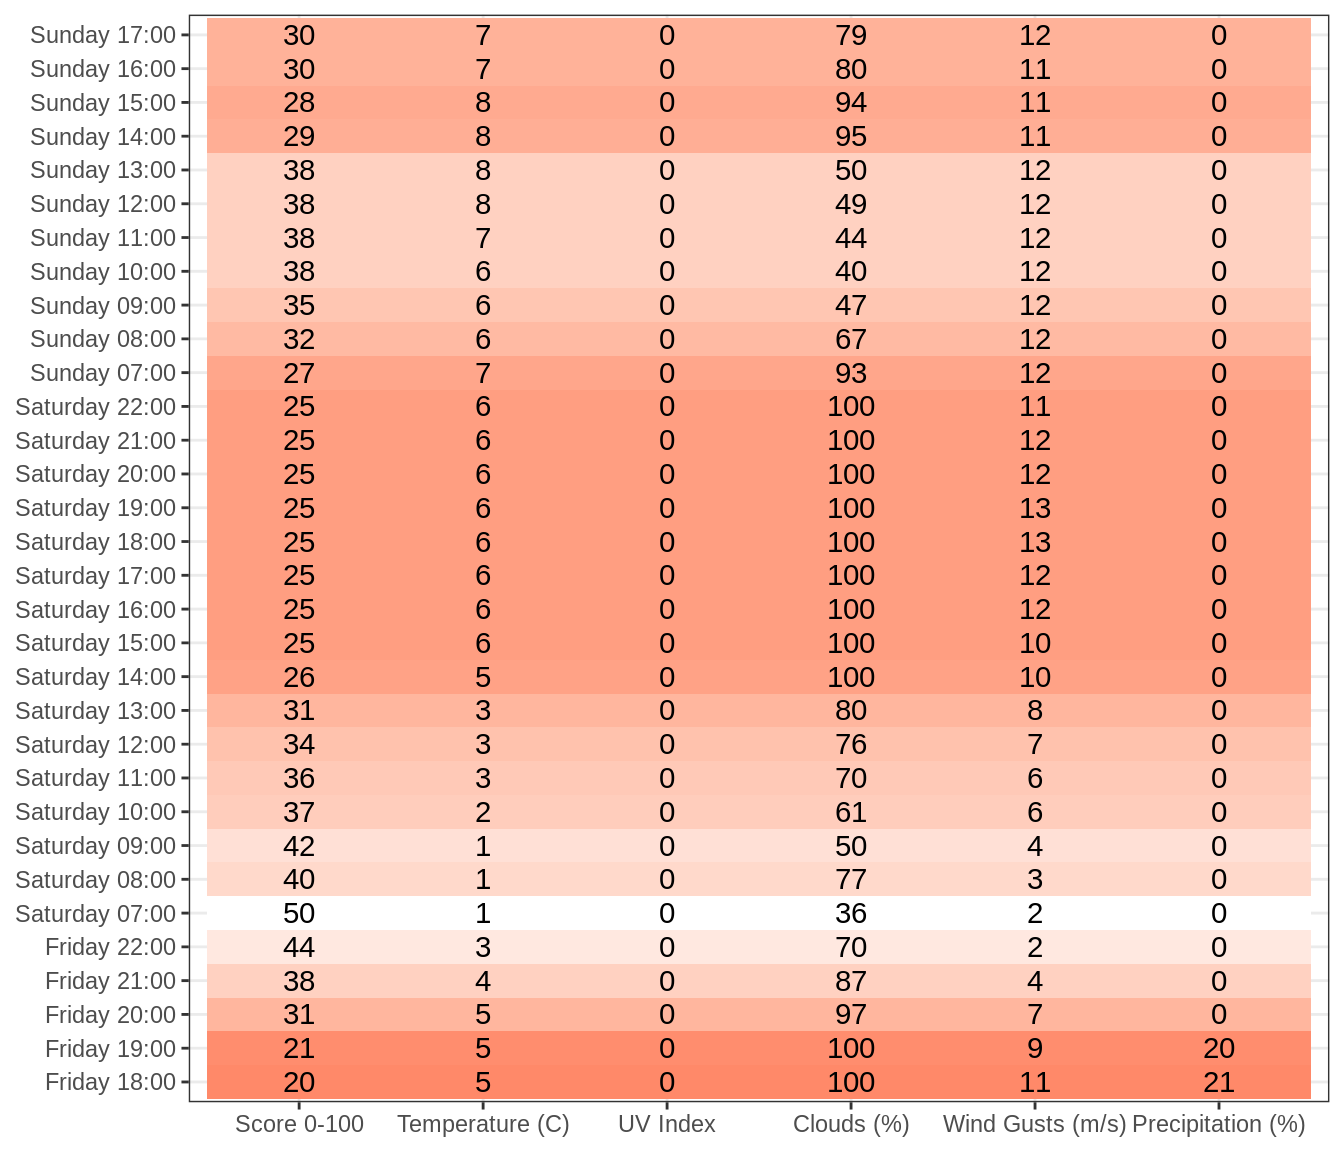 Sunday 17:00 30 7 0 79 12 0
Sunday 16:00 30 7 0 80 11 0
Sunday 15:00 28 8 0 94 11 0
Sunday 14:00 29 8 0 95 11 0
Sunday 13:00 38 8 0 50 12 0
Sunday 12:00 38 8 0 49 12 0
Sunday 11:00 38 7 0 44 12 0
Sunday 10:00 38 6 0 40 12 0
Sunday 09:00 35 6 0 47 12 0
Sunday 08:00 32 6 0 67 12 0
Sunday 07:00 27 7 0 93 12 0
Saturday 22:00 25 6 0 100 11 0
Saturday 21:00 25 6 0 100 12 0
Saturday 20:00 25 6 0 100 12 0
Saturday 19:00 25 6 0 100 13 0
Saturday 18:00 25 6 0 100 13 0
Saturday 17:00 25 6 0 100 12 0
Saturday 16:00 25 6 0 100 12 0
Saturday 15:00 25 6 0 100 10 0
Saturday 14:00 26 5 0 100 10 0
Saturday 13:00 31 3 0 80 8 0
Saturday 12:00 34 3 0 76 7 0
Saturday 11:00 36 3 0 70 6 0
Saturday 10:00 37 2 0 61 6 0
Saturday 09:00 42 1 0 50 4 0
Saturday 08:00 40 1 0 77 3 0
Saturday 07:00 50 1 0 36 2 0
Friday 22:00 44 3 0 70 2 0
Friday 21:00 38 4 0 87 4 0
Friday 20:00 31 5 0 97 7 0
Friday 19:00 21 5 0 100 9 20
Friday 18:00 20 5 0 100 11 21
Score 0-100 Temperature (C) UV Index Clouds (%) Wind Gusts (m/s) Precipitation (%)